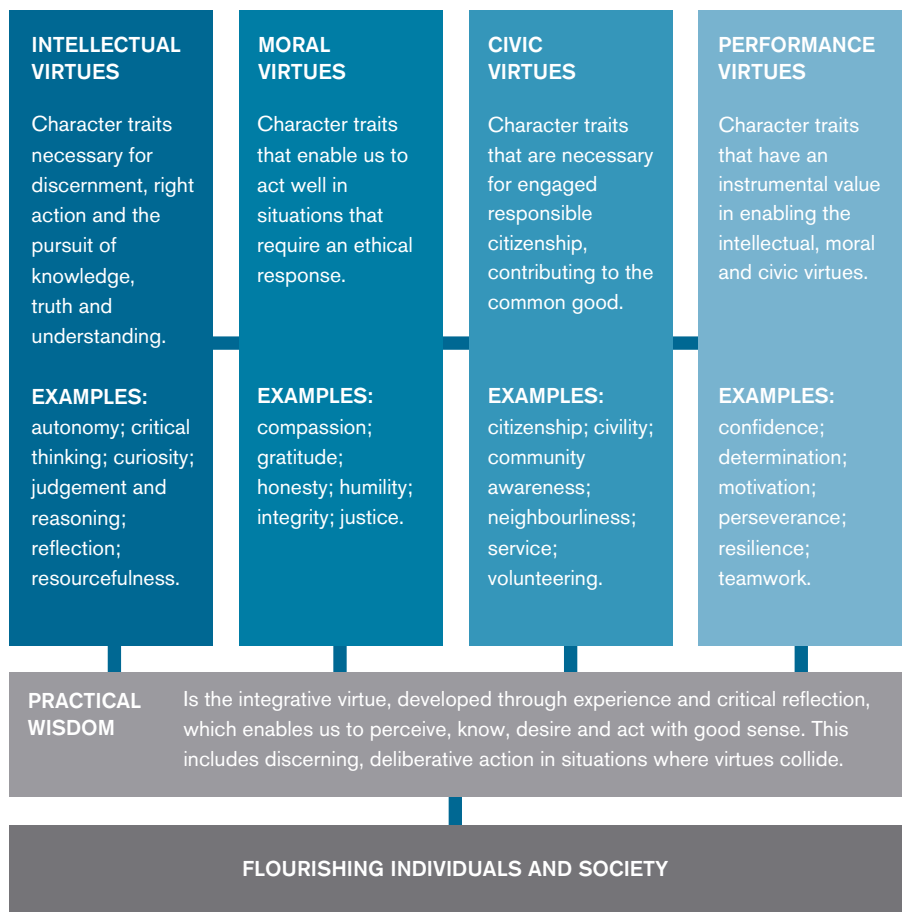 INTELLECTUAL
VIRTUES
Character traits
necessary for
discernment, right
action and the
pursuit of
knowledge,
truth and
understanding.
EXAMPLES:
autonomy; critical
thinking; curiosity;
judgement and
reasoning;
reflection;
resourcefulness.
MORAL
VIRTUES
Character traits
that enable us to
act well in
situations that
require an ethical
response.
EXAMPLES:
compassion;
gratitude;
honesty; humility;
integrity; justice.
CIVIC
VIRTUES
Character traits
that are necessary
for engaged
responsible
citizenship,
contributing to the
common good.
EXAMPLES:
citizenship; civility;
community
awareness;
neighbourliness;
service;
volunteering.
PERFORMANCE
VIRTUES
Character traits
that have an
instrumental value
in enabling the
intellectual, moral
and civic virtues.
EXAMPLES:
confidence;
determination;
motivation;
perseverance;
resilience;
teamwork.
PRACTICAL
WISDOM
Is the integrative virtue, developed through experience and critical reflection,
which enables us to perceive, know, desire and act with good sense. This
includes discerning, deliberative action in situations where virtues collide.
FLOURISHING INDIVIDUALS AND SOCIETY